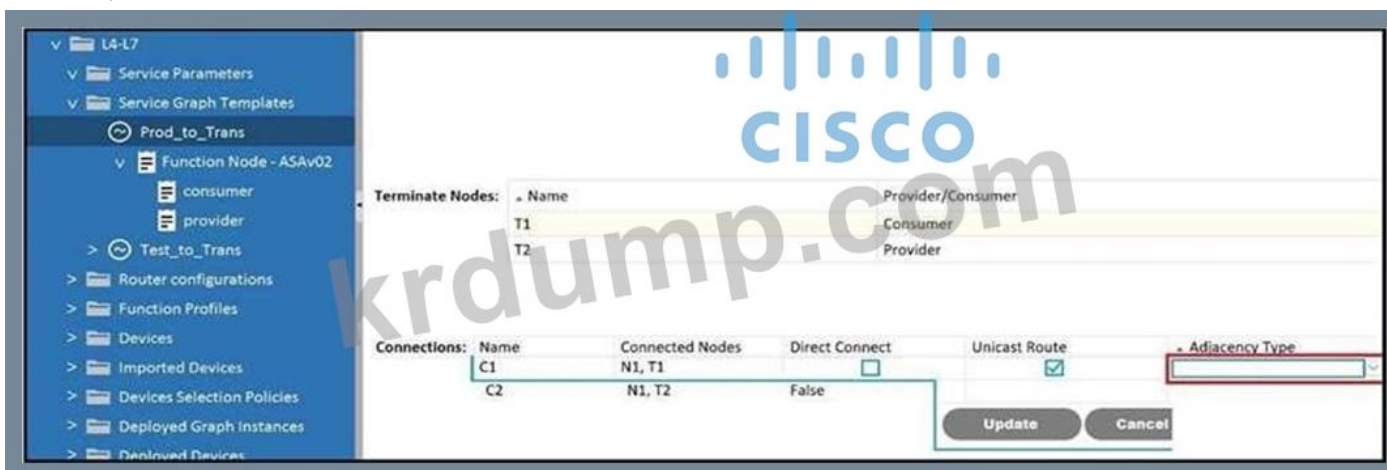 L4-L7
Service Parameters
Service Graph Templates
Prod_to_Trans
Function Node - ASAv02
consumer
provider
Test_to_Trans
Router configurations
Function Profiles
Devices
Imported Devices
Devices Selection Policies
Deployed Graph Instances
Deployed Devices
CISCO
krdump.com
Terminate Nodes: Name Provider/Consumer
T1 Consumer
T2 Provider
Connections: Name Connected Nodes Direct Connect Unicast Route Adjacency Type
C1 N1, T1
C2 N1, T2 False
Update Cancel